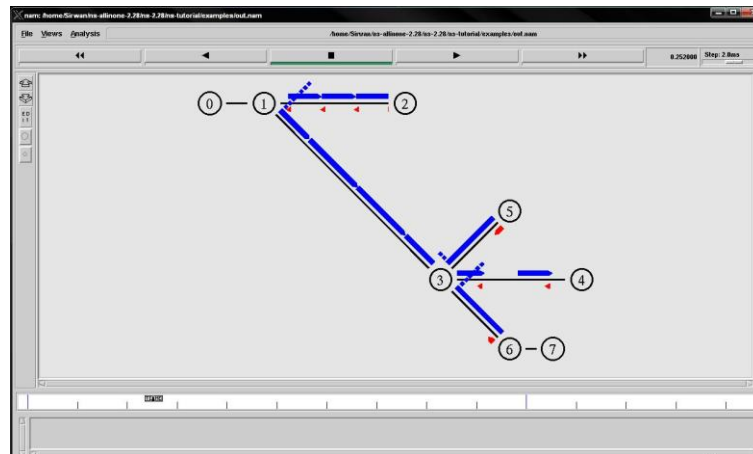 nam: /home/Sirwan/ns-allinone-2.28/ns-2.28/ns-tutorial/examples/out.nam
File Views Analysis /home/Sirwan/ns-allinone-2.28/ns-2.28/ns-tutorial/examples/out.nam
0.252000 Step: 2.0ms
0 1 2
5
3 4
6 7